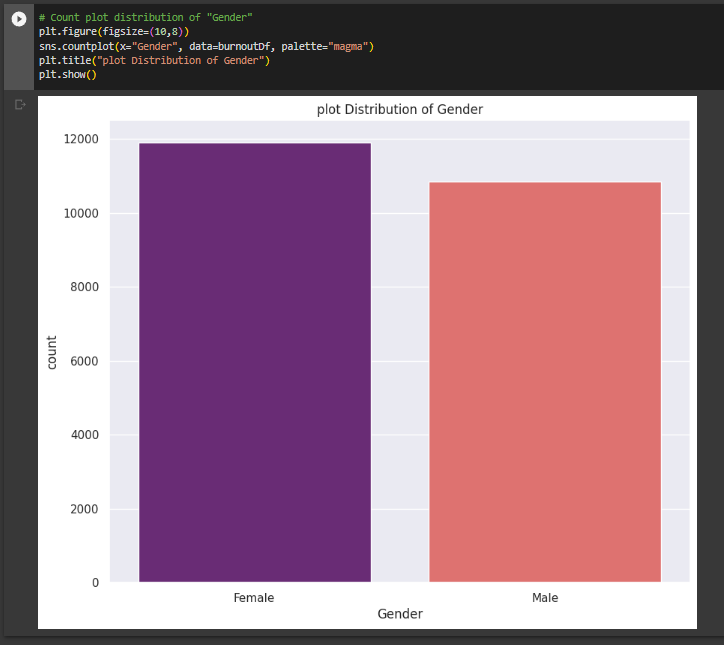 # Count plot distribution of "Gender"
plt.figure(figsize=(10,8))
sns.countplot(x="Gender", data=burnoutDf, palette="magma")
plt.title("plot Distribution of Gender")
plt.show()
plot Distribution of Gender
12000
10000
8000
6000
4000
2000
0
count
Female Male
Gender